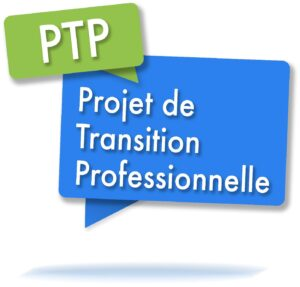 PTP
Projet de
Transition
Professionnelle